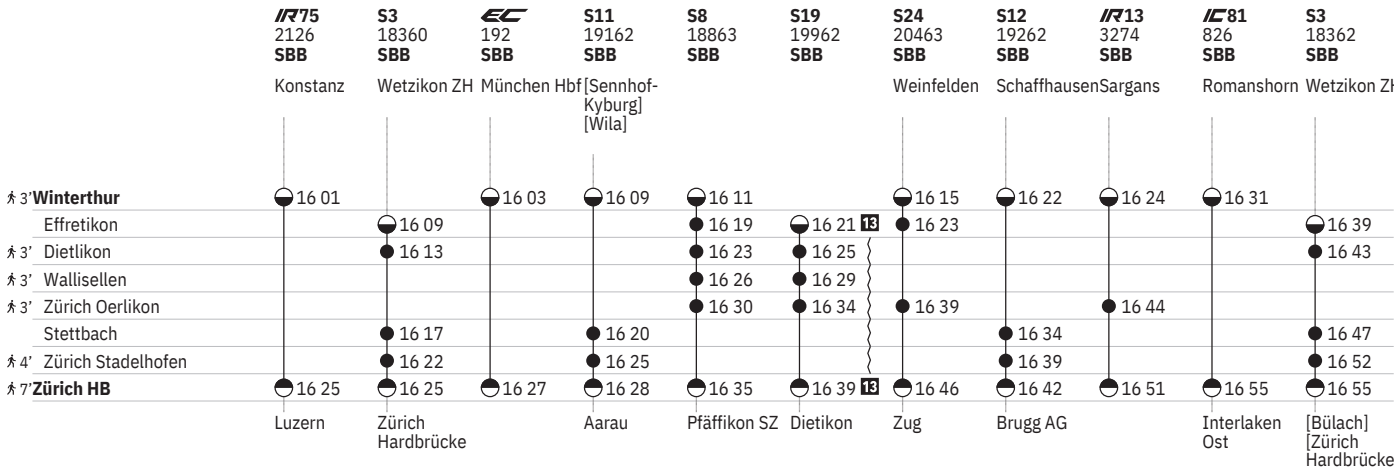 IR75 S3 EC S11 S8 S19 S24 S12 IR13 IC81 S3
2126 18360 192 19162 18863 19962 20463 19262 3274 826 18362
SBB SBB SBB SBB SBB SBB SBB SBB SBB SBB SBB
Konstanz Wetzikon ZH München Hbf [Sennhof- Weinfelden Schaffhausen Sargans Romanshorn Wetzikon ZH
Kyburg]
[Wila]
3’ Winterthur 16 01 16 03 16 09 16 11 16 15 16 22 16 24 16 31
Effretikon 16 09 16 19 16 21 13 16 23 16 39
3’ Dietlikon 16 13 16 23 16 25 16 43
3’ Wallisellen 16 26 16 29
3’ Zürich Oerlikon 16 30 16 34 16 39 16 44
Stettbach 16 17 16 20 16 34 16 47
4’ Zürich Stadelhofen 16 22 16 25 16 39 16 52
7’ Zürich HB 16 25 16 25 16 27 16 28 16 35 16 39 13 16 46 16 42 16 51 16 55 16 55
Luzern Zürich Aarau Pfäffikon SZ Dietikon Zug Brugg AG Interlaken [Bülach]
Hardbrücke Ost [Zürich
Hardbrücke